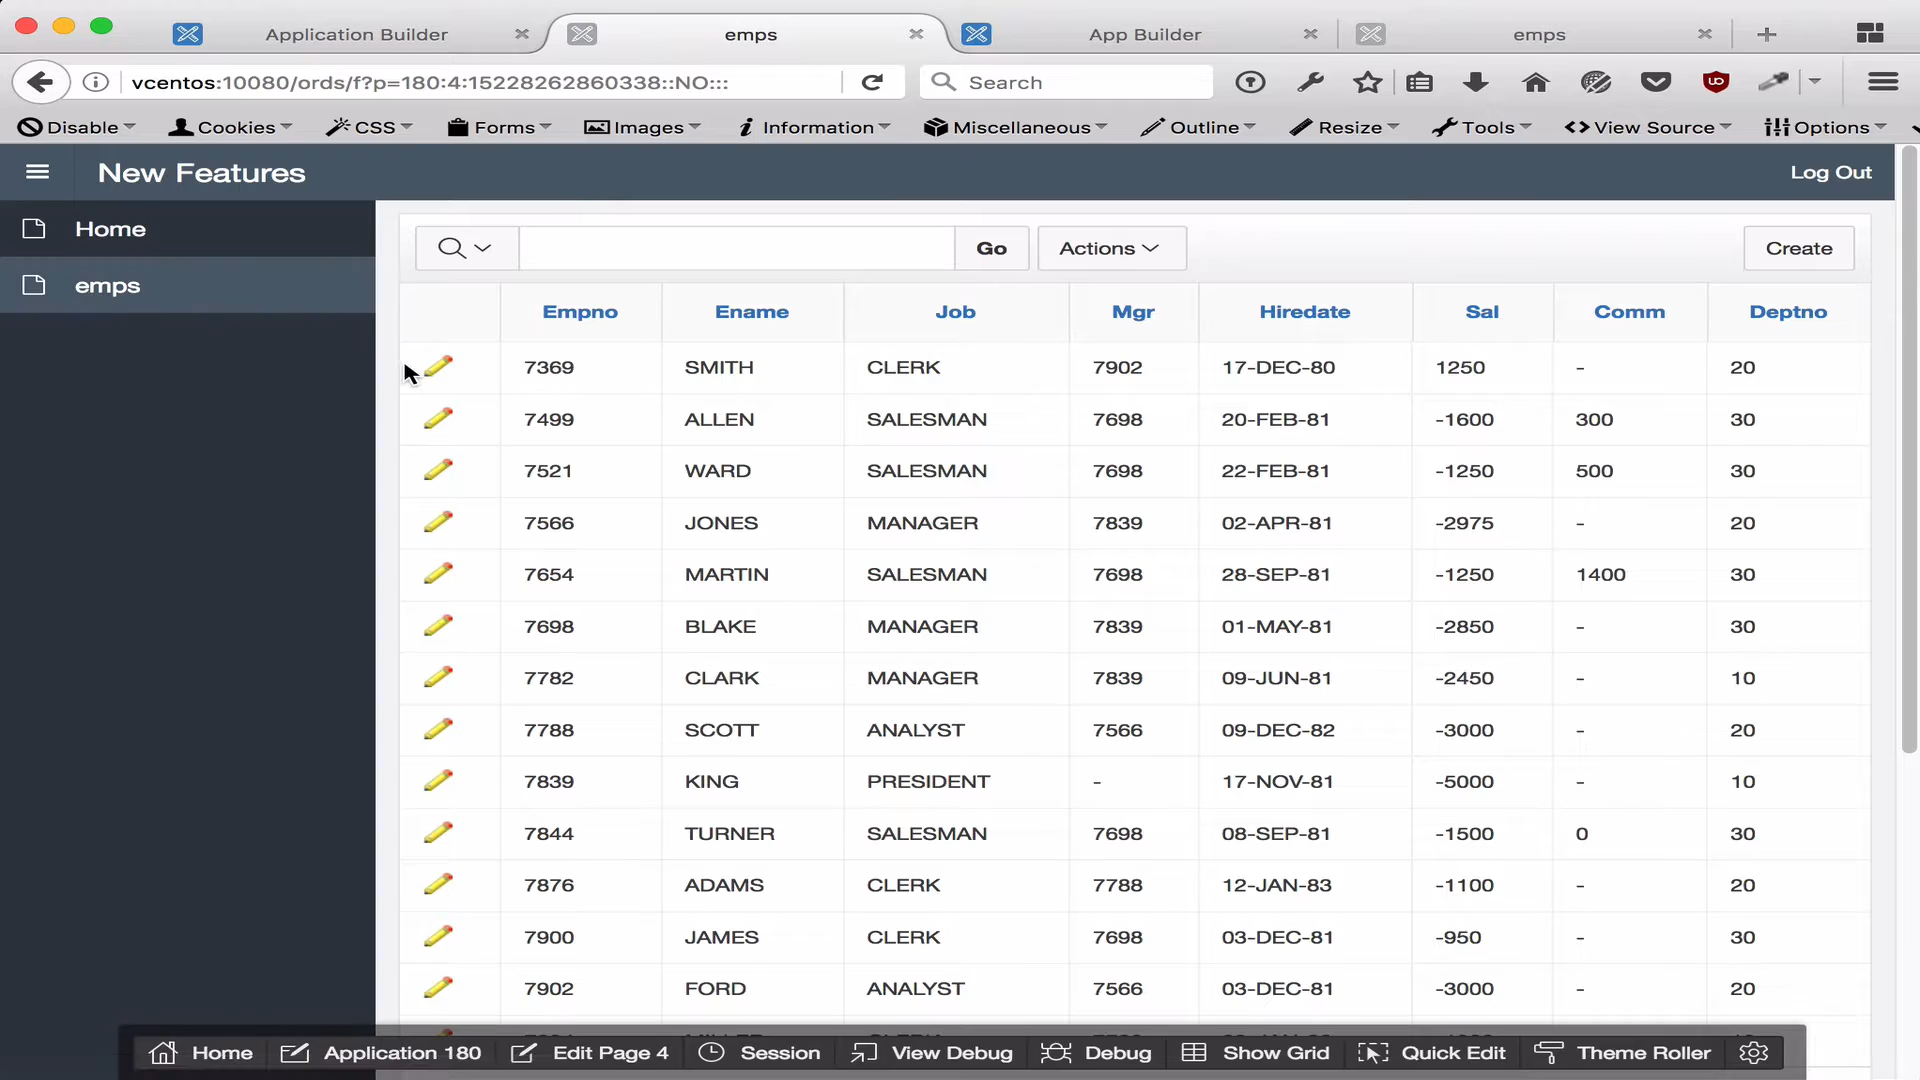 Application Builder emps App Builder emps
vcentos:10080/ords/f?p=180:4:15228262860338::NO::: Search
Disable Cookies CSS Forms Images Information Miscellaneous Outline Resize Tools View Source Options
New Features Log Out
Home
emps
Go Actions Create
Empno Ename Job Mgr Hiredate Sal Comm Deptno
7369 SMITH CLERK 7902 17-DEC-80 1250 - 20
7499 ALLEN SALESMAN 7698 20-FEB-81 -1600 300 30
7521 WARD SALESMAN 7698 22-FEB-81 -1250 500 30
7566 JONES MANAGER 7839 02-APR-81 -2975 - 20
7654 MARTIN SALESMAN 7698 28-SEP-81 -1250 1400 30
7698 BLAKE MANAGER 7839 01-MAY-81 -2850 - 30
7782 CLARK MANAGER 7839 09-JUN-81 -2450 - 10
7788 SCOTT ANALYST 7566 09-DEC-82 -3000 - 20
7839 KING PRESIDENT - 17-NOV-81 -5000 - 10
7844 TURNER SALESMAN 7698 08-SEP-81 -1500 0 30
7876 ADAMS CLERK 7788 12-JAN-83 -1100 - 20
7900 JAMES CLERK 7698 03-DEC-81 -950 - 30
7902 FORD ANALYST 7566 03-DEC-81 -3000 - 20
Home Application 180 Edit Page 4 Session View Debug Debug Show Grid Quick Edit Theme Roller